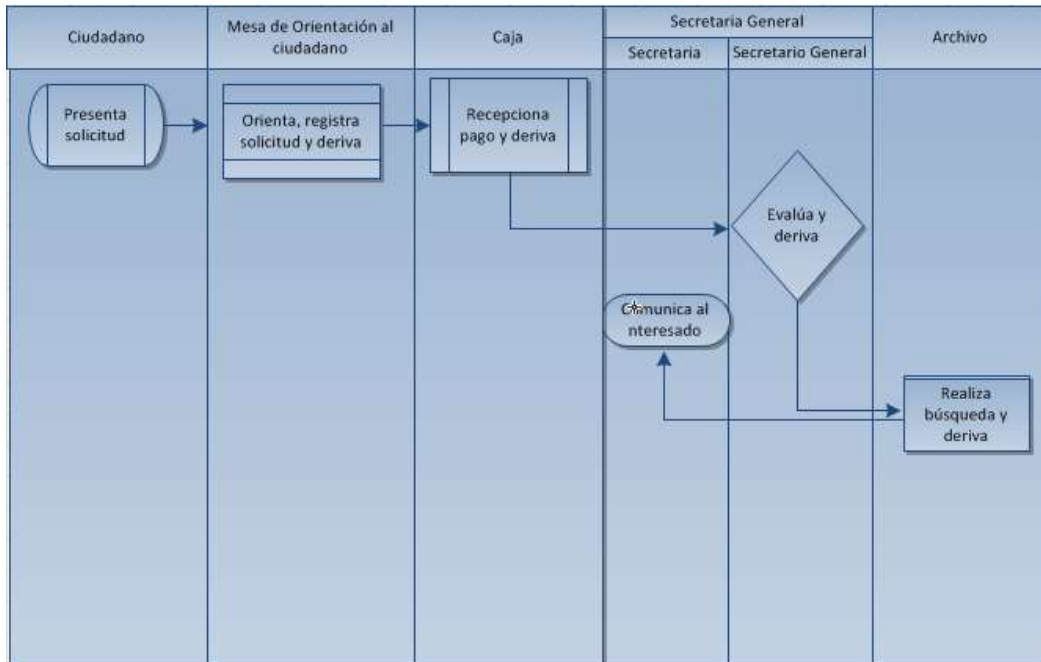 Ciudadano
Mesa de Orientación al
ciudadano
Caja
Secretaria General
Secretaria
Secretario General
Archivo
Presenta
solicitud
Orienta, registra
solicitud y deriva
Recepciona
pago y deriva
Evalúa y
deriva
Comunica al
nteresado
Realiza
búsqueda y
deriva